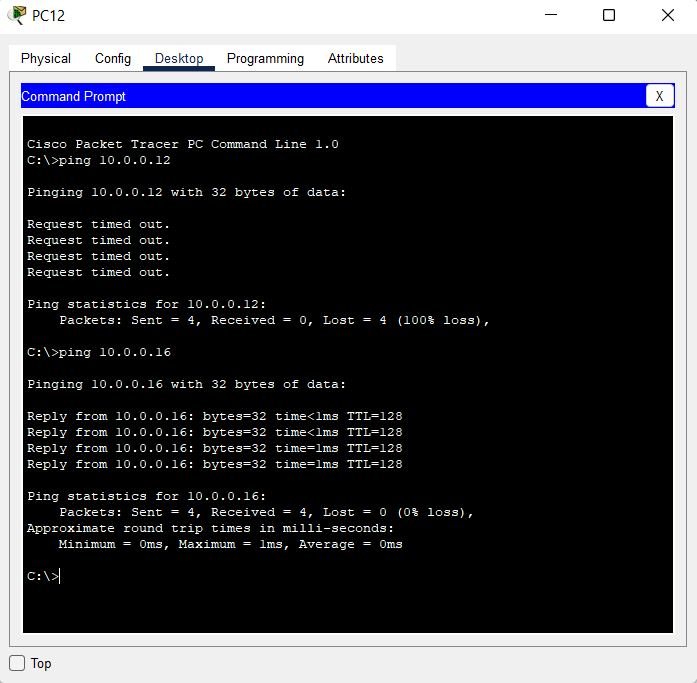 PC12
Physical Config Desktop Programming Attributes
Command Prompt
X
Cisco Packet Tracer PC Command Line 1.0
C:\>ping 10.0.0.12
Pinging 10.0.0.12 with 32 bytes of data:
Request timed out.
Request timed out.
Request timed out.
Request timed out.
Ping statistics for 10.0.0.12:
Packets: Sent = 4, Received = 0, Lost = 4 (100% loss),
C:\>ping 10.0.0.16
Pinging 10.0.0.16 with 32 bytes of data:
Reply from 10.0.0.16: bytes=32 time<1ms TTL=128
Reply from 10.0.0.16: bytes=32 time<1ms TTL=128
Reply from 10.0.0.16: bytes=32 time=1ms TTL=128
Reply from 10.0.0.16: bytes=32 time=1ms TTL=128
Ping statistics for 10.0.0.16:
Packets: Sent = 4, Received = 4, Lost = 0 (0% loss),
Approximate round trip times in milli-seconds:
Minimum = 0ms, Maximum = 1ms, Average = 0ms
C:\>
Top